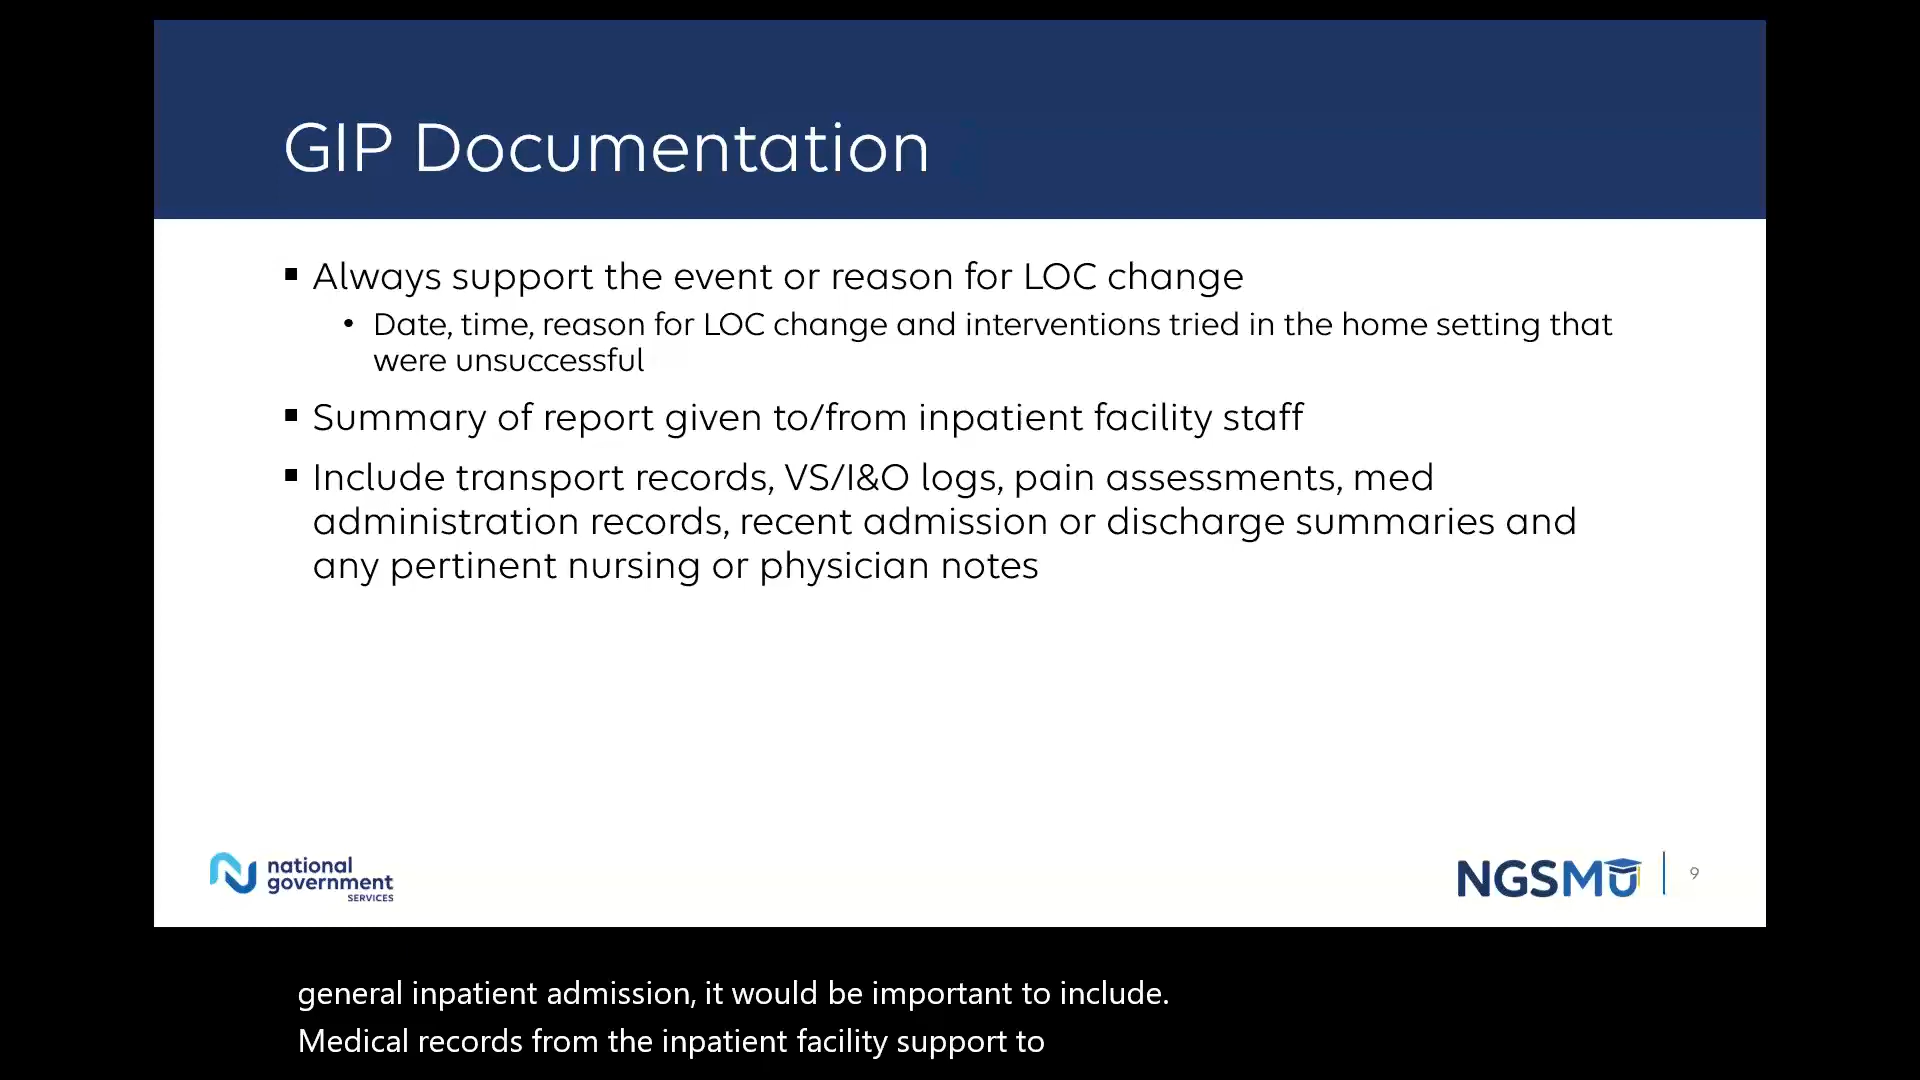 GIP Documentation
▪ Always support the event or reason for LOC change
• Date, time, reason for LOC change and interventions tried in the home setting that
were unsuccessful
▪ Summary of report given to/from inpatient facility staff
▪ Include transport records, VS/I&O logs, pain assessments, med
administration records, recent admission or discharge summaries and
any pertinent nursing or physician notes
national
government
SERVICES
NGSMU
9
general inpatient admission, it would be important to include.
Medical records from the inpatient facility support to